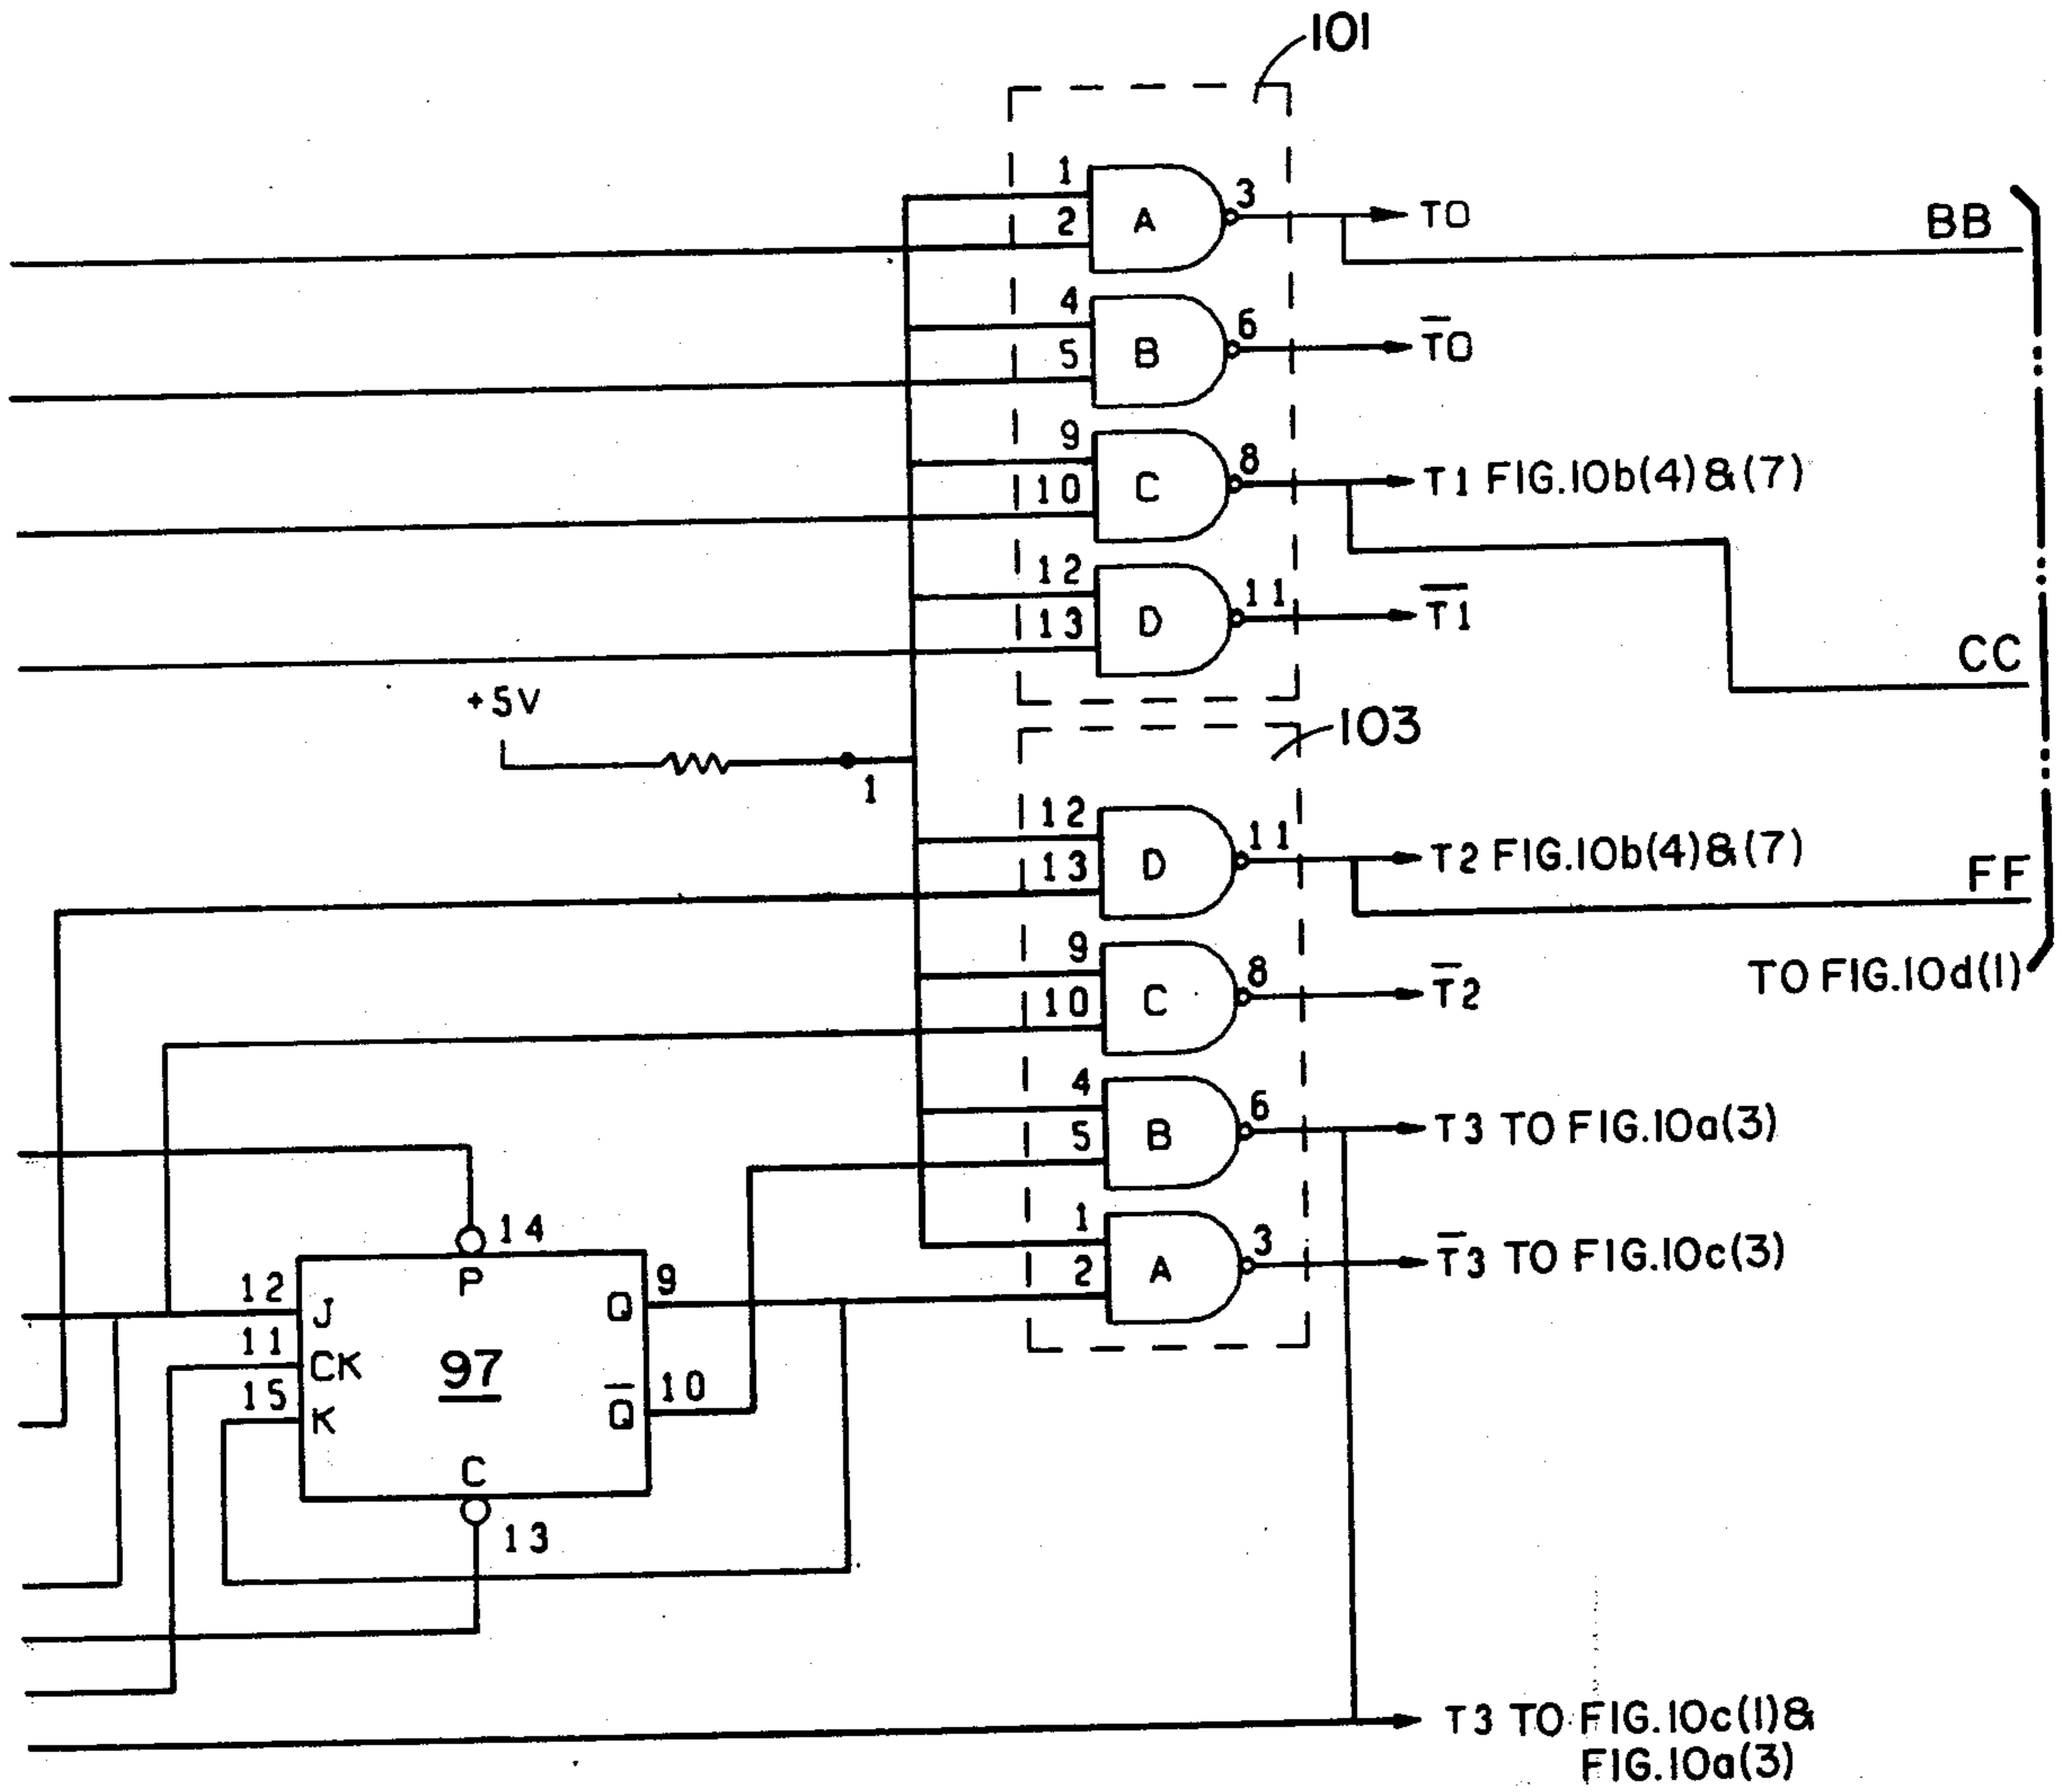 101
1
2
A
3
T0
BB
4
5
B
6
T̅0
9
10
C
8
T1 FIG.10b(4)&(7)
12
13
D
11
T̅1̅
CC
+5V
1
103
12
13
D
11
T2 FIG.10b(4)&(7)
FF
TO FIG.10d(1)
9
10
C
8
T̅2
4
5
B
6
T3 TO FIG.10a(3)
1
2
A
3
T̅3 TO FIG.10c(3)
14
P
12
J
Q
9
11
CK
97
15
K
Q̅
10
C
13
T3 TO FIG.10c(1)&
FIG.10a(3)